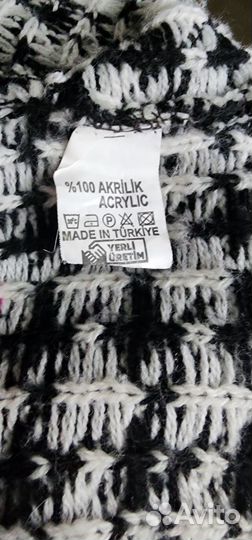 %100 AKRİLİK
ACRYLIC
MADE IN TÜRKİYE
YERLİ
ÜRETİM
Avito